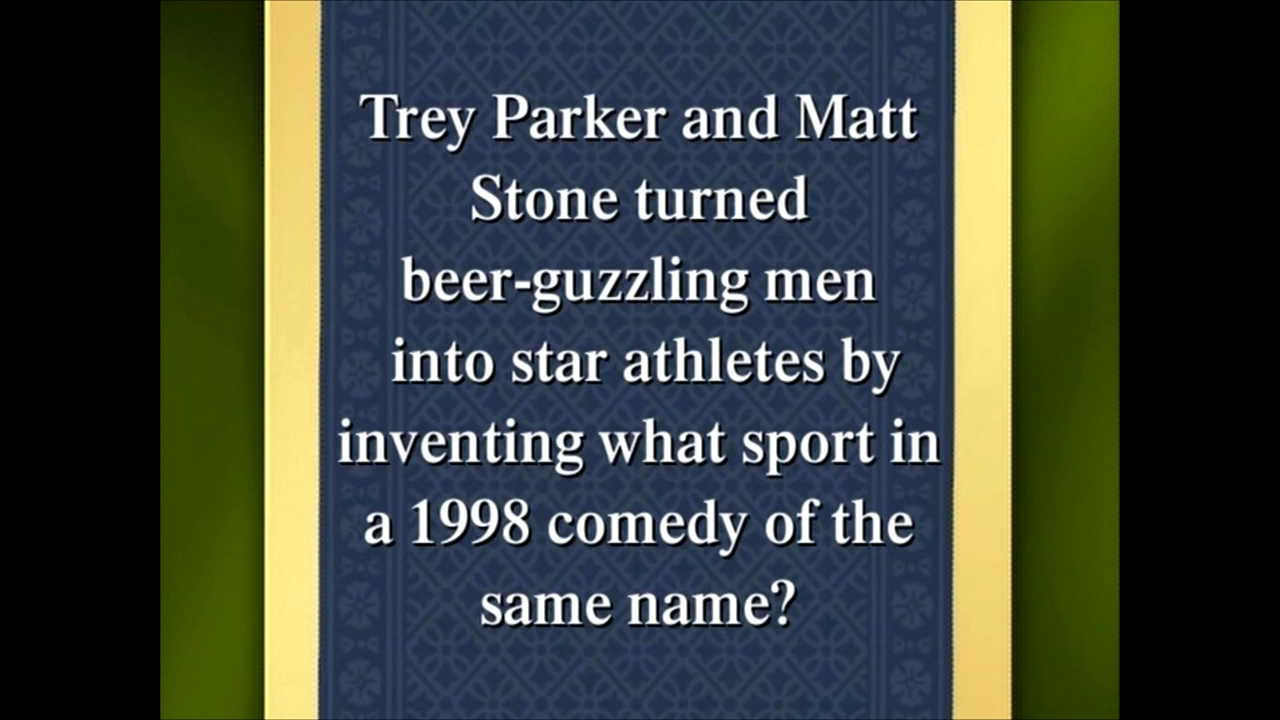 Trey Parker and Matt
Stone turned
beer-guzzling men
into star athletes by
inventing what sport in
a 1998 comedy of the
same name?